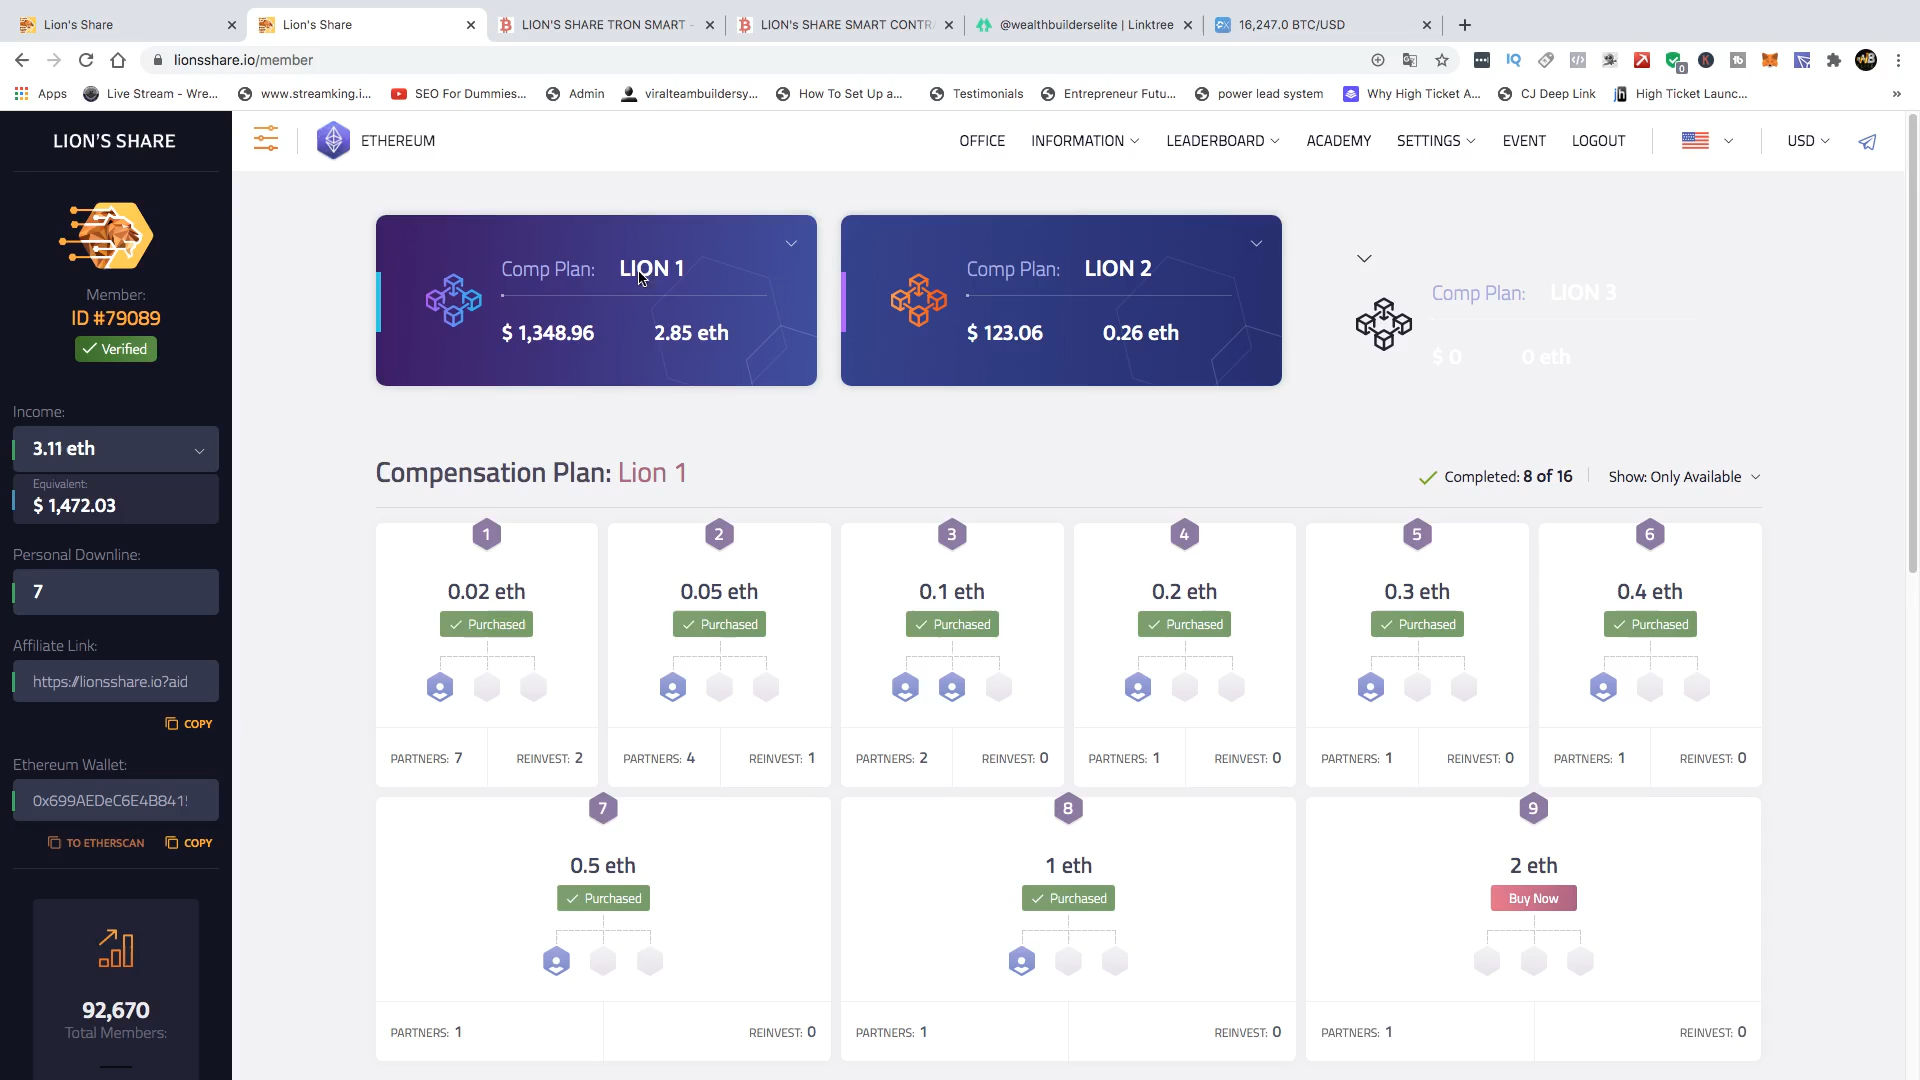 Lion's Share
Lion's Share
LION'S SHARE TRON SMART -
LION's SHARE SMART CONTR
@wealthbuilderselite | Linktree
16,247.0 BTC/USD
lionsshare.io/member
Apps
Live Stream - Wre...
www.streamking.i...
SEO For Dummies...
Admin
viralteambuildersy...
How To Set Up a...
Testimonials
Entrepreneur Futu...
power lead system
Why High Ticket A...
CJ Deep Link
High Ticket Launc...
LION'S SHARE
ETHEREUM
OFFICE
INFORMATION
LEADERBOARD
ACADEMY
SETTINGS
EVENT
LOGOUT
USD
Member:
ID #79089
Verified
Income:
3.11 eth
Equivalent:
$ 1,472.03
Personal Downline:
7
Affiliate Link:
https://lionsshare.io?aid
COPY
Ethereum Wallet:
0x699AEDeC6E4B841
TO ETHERSCAN
COPY
92,670
Total Members:
Comp Plan: LION 1
$ 1,348.96 2.85 eth
Comp Plan: LION 2
$ 123.06 0.26 eth
Comp Plan: LION 3
$ 0 0 eth
Compensation Plan: Lion 1
Completed: 8 of 16
Show: Only Available
1
0.02 eth
Purchased
PARTNERS: 7 REINVEST: 2
2
0.05 eth
Purchased
PARTNERS: 4 REINVEST: 1
3
0.1 eth
Purchased
PARTNERS: 2 REINVEST: 0
4
0.2 eth
Purchased
PARTNERS: 1 REINVEST: 0
5
0.3 eth
Purchased
PARTNERS: 1 REINVEST: 0
6
0.4 eth
Purchased
PARTNERS: 1 REINVEST: 0
7
0.5 eth
Purchased
PARTNERS: 1 REINVEST: 0
8
1 eth
Purchased
PARTNERS: 1 REINVEST: 0
9
2 eth
Buy Now
PARTNERS: 1 REINVEST: 0